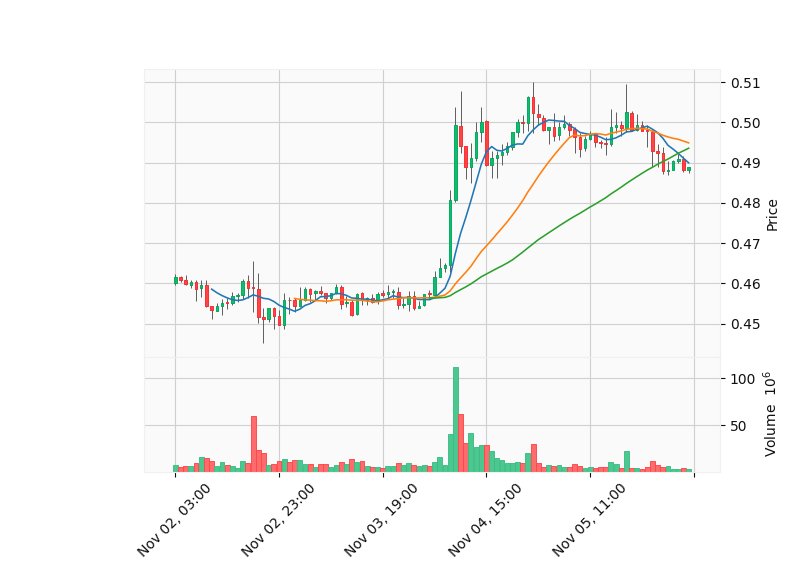 0.51
0.50
0.49
0.48
0.47
0.46
0.45
Price
100
50
Volume 10^6
Nov 02, 03:00
Nov 02, 23:00
Nov 03, 19:00
Nov 04, 15:00
Nov 05, 11:00